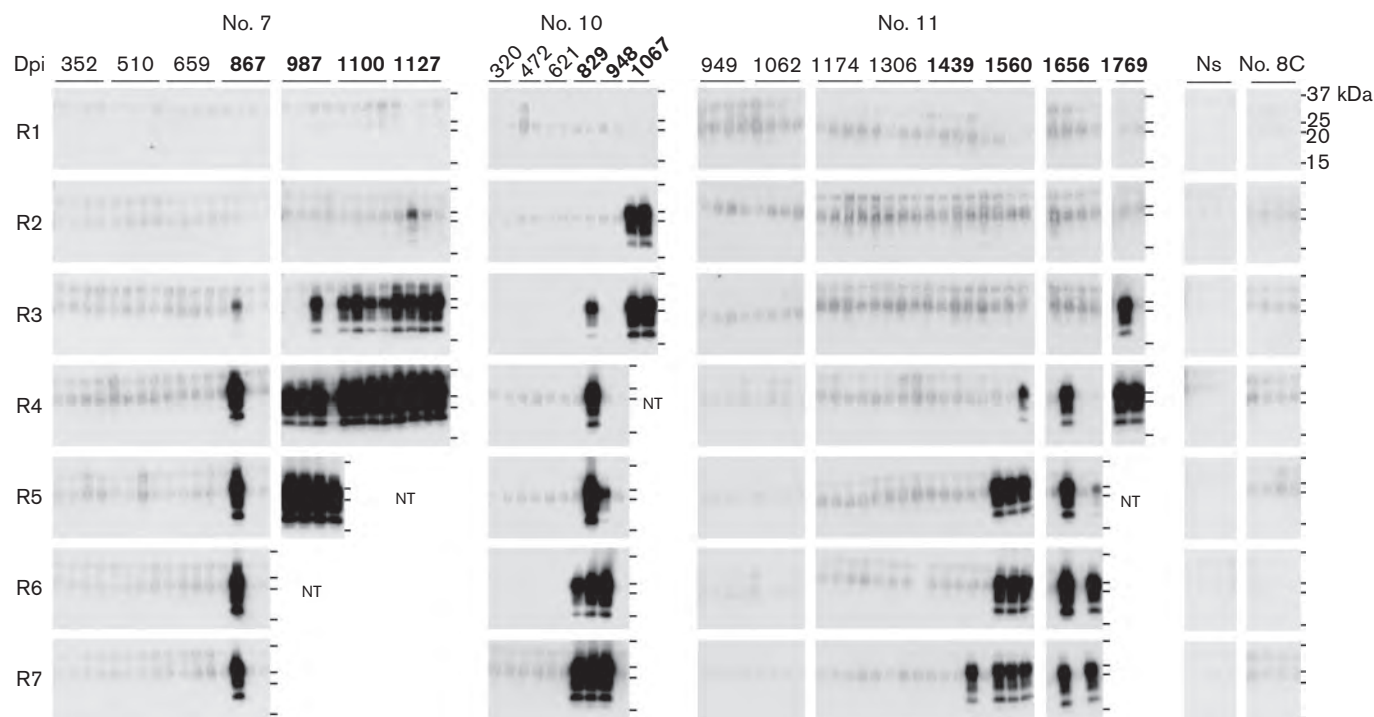 No. 7 No. 10 No. 11
Dpi 352 510 659 867 987 1100 1127 320 472 621 829 948 1067 949 1062 1174 1306 1439 1560 1656 1769 Ns No. 8C
R1 -37 kDa
-25
-20
-15
R2
R3
R4 NT
R5 NT NT
R6 NT
R7